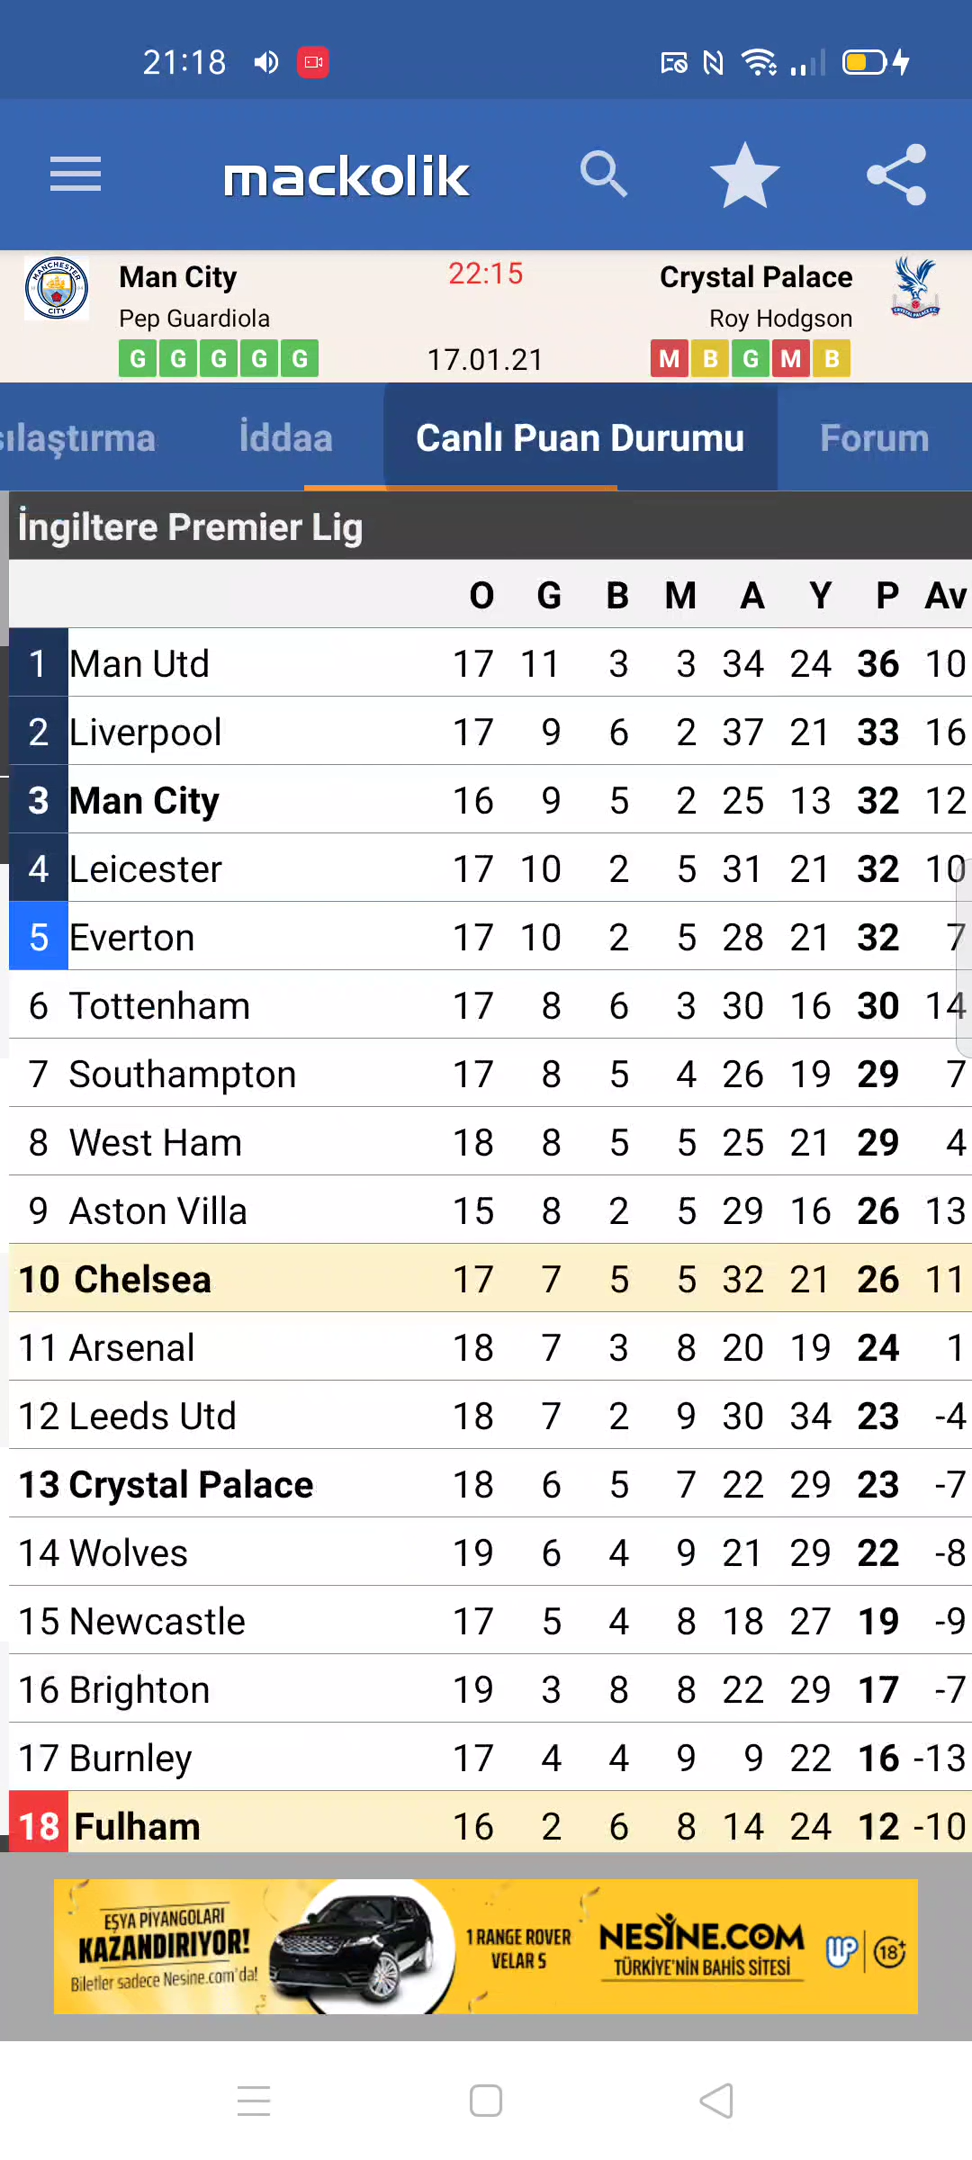 21:18
mackolik
Man City 22:15 Crystal Palace
Pep Guardiola Roy Hodgson
G G G G G 17.01.21 M B G M B
sılaştırma İddaa Canlı Puan Durumu Forum
İngiltere Premier Lig
O G B M A Y P Av
1 Man Utd 17 11 3 3 34 24 36 10
2 Liverpool 17 9 6 2 37 21 33 16
3 Man City 16 9 5 2 25 13 32 12
4 Leicester 17 10 2 5 31 21 32 10
5 Everton 17 10 2 5 28 21 32 7
6 Tottenham 17 8 6 3 30 16 30 14
7 Southampton 17 8 5 4 26 19 29 7
8 West Ham 18 8 5 5 25 21 29 4
9 Aston Villa 15 8 2 5 29 16 26 13
10 Chelsea 17 7 5 5 32 21 26 11
11 Arsenal 18 7 3 8 20 19 24 1
12 Leeds Utd 18 7 2 9 30 34 23 -4
13 Crystal Palace 18 6 5 7 22 29 23 -7
14 Wolves 19 6 4 9 21 29 22 -8
15 Newcastle 17 5 4 8 18 27 19 -9
16 Brighton 19 3 8 8 22 29 17 -7
17 Burnley 17 4 4 9 9 22 16 -13
18 Fulham 16 2 6 8 14 24 12 -10
EŞYA PİYANGOLARI
KAZANDIRIYOR!
Biletler sadece Nesine.com'da!
1 RANGE ROVER
VELAR S
NESİNE.COM
TÜRKİYE'NİN BAHİS SİTESİ
18+